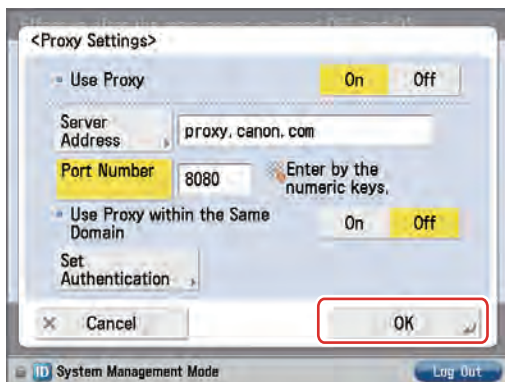 <Proxy Settings>
Use Proxy On Off
Server
Address proxy.canon.com
Port Number 8080 Enter by the
numeric keys.
Use Proxy within the Same
Domain On Off
Set
Authentication
× Cancel OK
ID System Management Mode Log Out